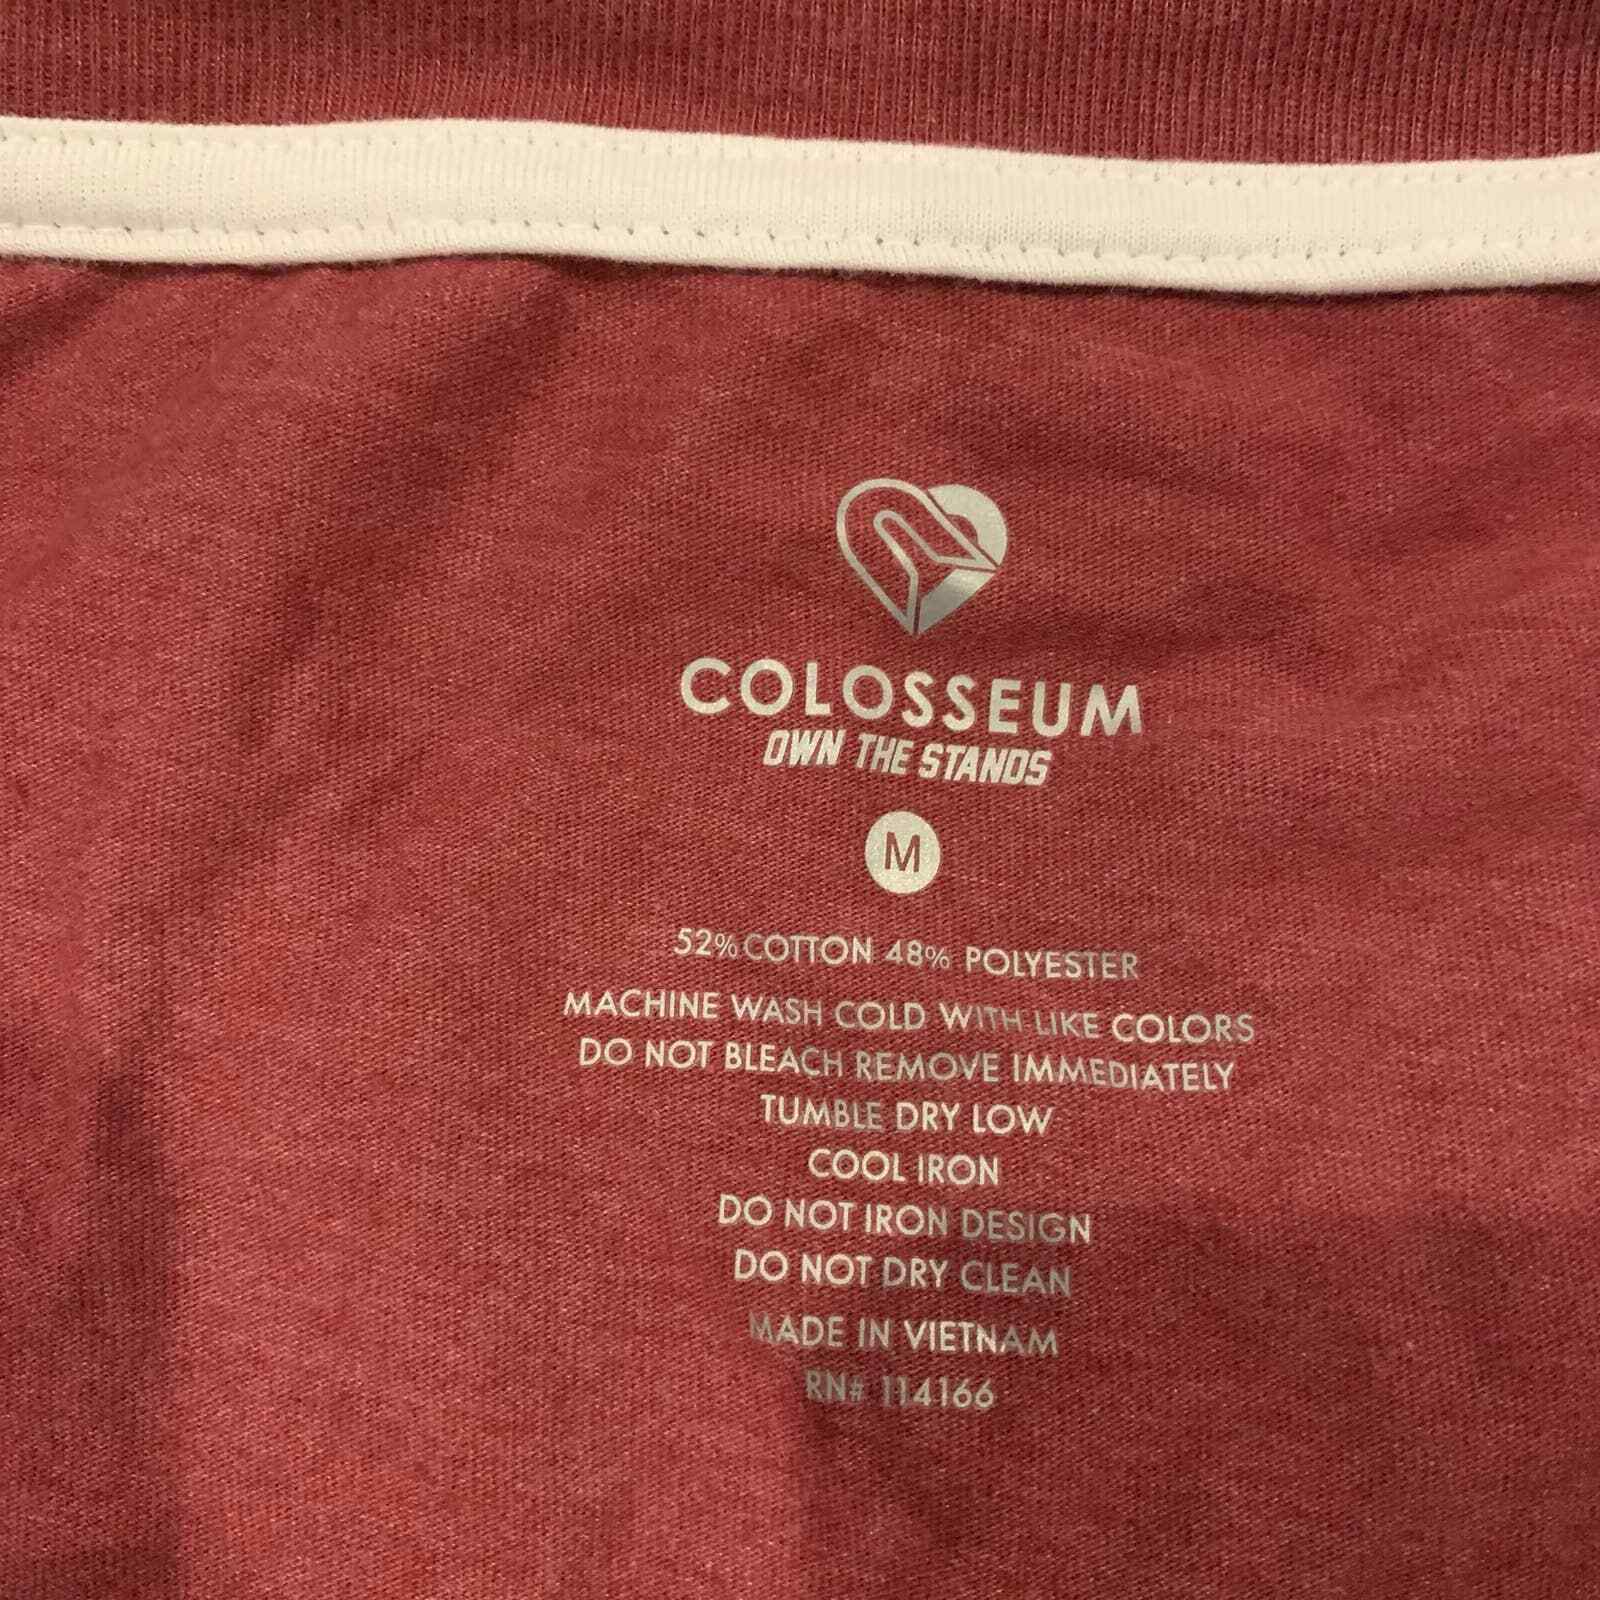 COLOSSEUM
OWN THE STANDS
M
52% COTTON 48% POLYESTER
MACHINE WASH COLD WITH LIKE COLORS
DO NOT BLEACH REMOVE IMMEDIATELY
TUMBLE DRY LOW
COOL IRON
DO NOT IRON DESIGN
DO NOT DRY CLEAN
MADE IN VIETNAM
RN# 114166